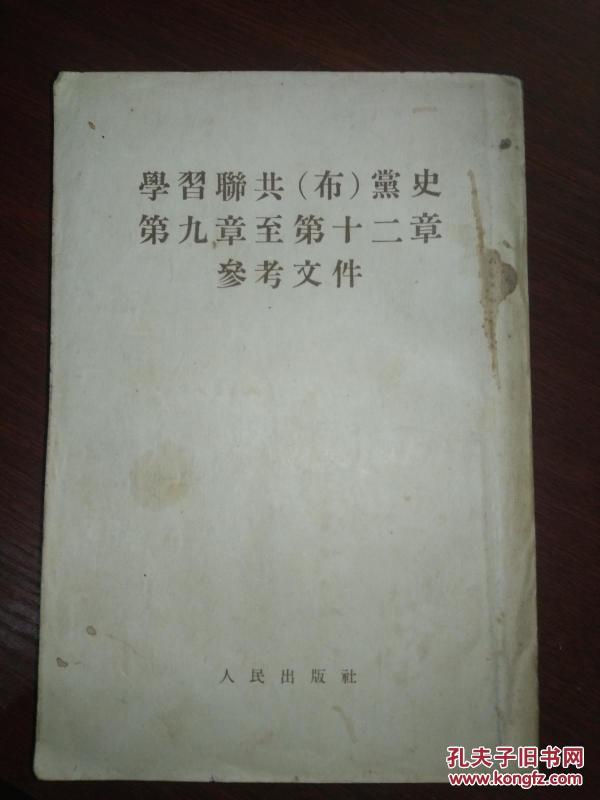 學習聯共(布)黨史
第九章至第十二章
參考文件
人民出版社
孔夫子旧书网
www.kongfz.com